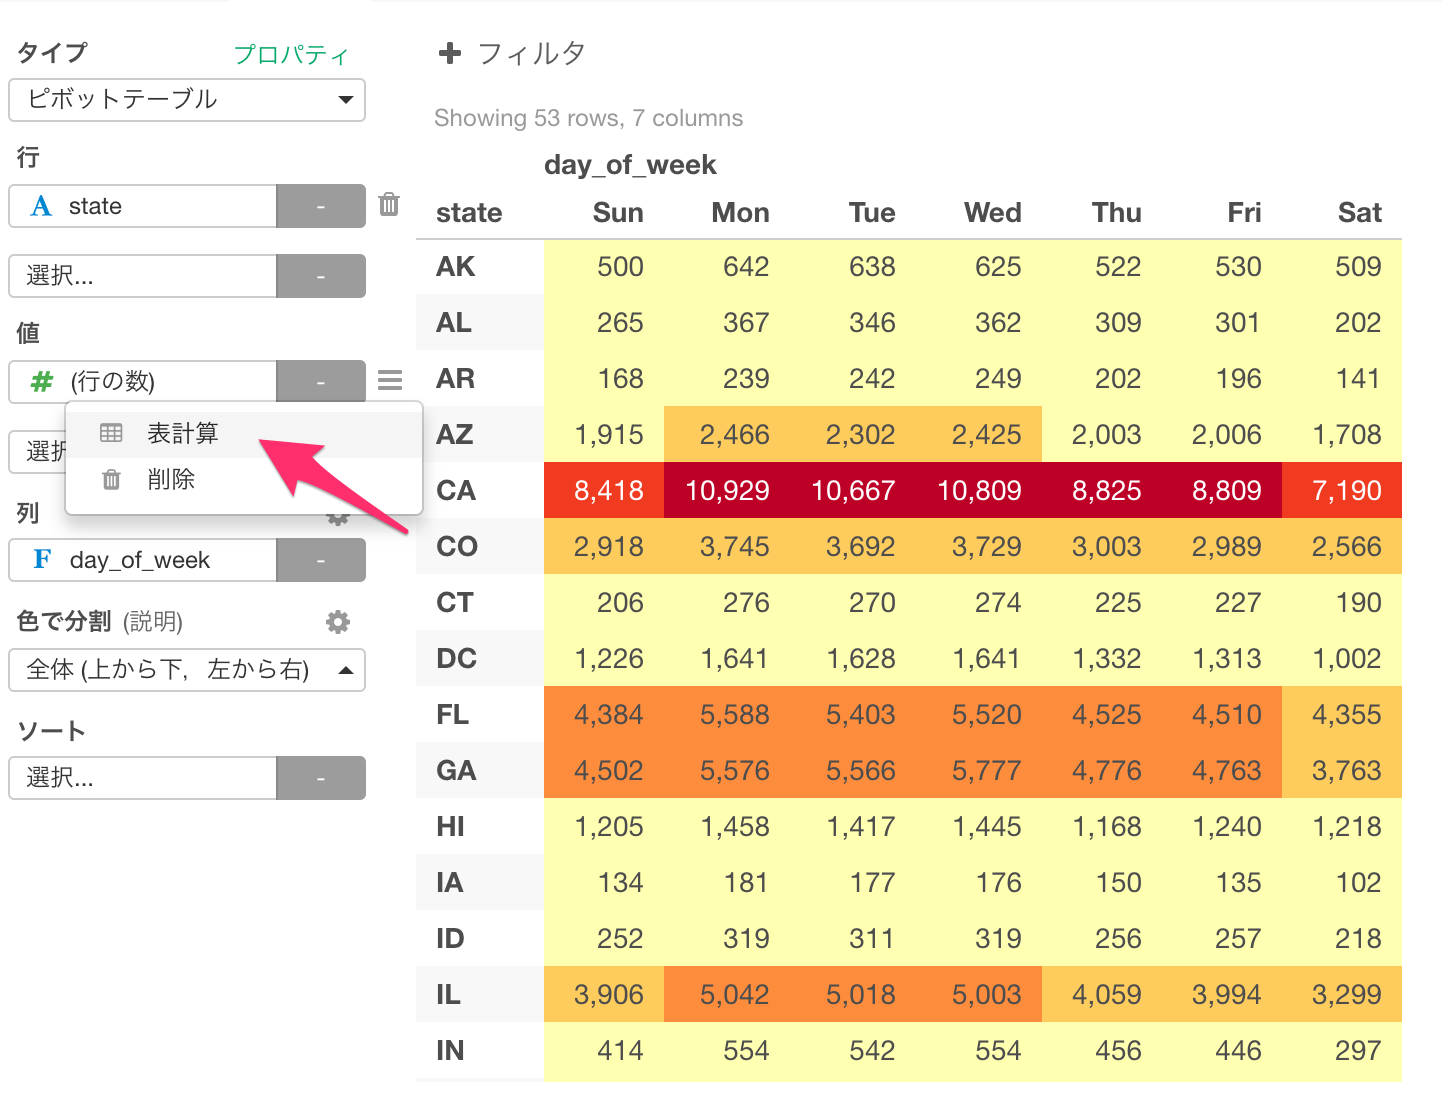 タイプ プロパティ
ピボットテーブル
行
A state -
選択... -
値
# (行の数) -
表計算
選択
削除
列
F day_of_week -
色で分割 (説明)
全体 (上から下, 左から右)
ソート
選択... -
+ フィルタ
Showing 53 rows, 7 columns
day_of_week
state Sun Mon Tue Wed Thu Fri Sat
AK 500 642 638 625 522 530 509
AL 265 367 346 362 309 301 202
AR 168 239 242 249 202 196 141
AZ 1,915 2,466 2,302 2,425 2,003 2,006 1,708
CA 8,418 10,929 10,667 10,809 8,825 8,809 7,190
CO 2,918 3,745 3,692 3,729 3,003 2,989 2,566
CT 206 276 270 274 225 227 190
DC 1,226 1,641 1,628 1,641 1,332 1,313 1,002
FL 4,384 5,588 5,403 5,520 4,525 4,510 4,355
GA 4,502 5,576 5,566 5,777 4,776 4,763 3,763
HI 1,205 1,458 1,417 1,445 1,168 1,240 1,218
IA 134 181 177 176 150 135 102
ID 252 319 311 319 256 257 218
IL 3,906 5,042 5,018 5,003 4,059 3,994 3,299
IN 414 554 542 554 456 446 297